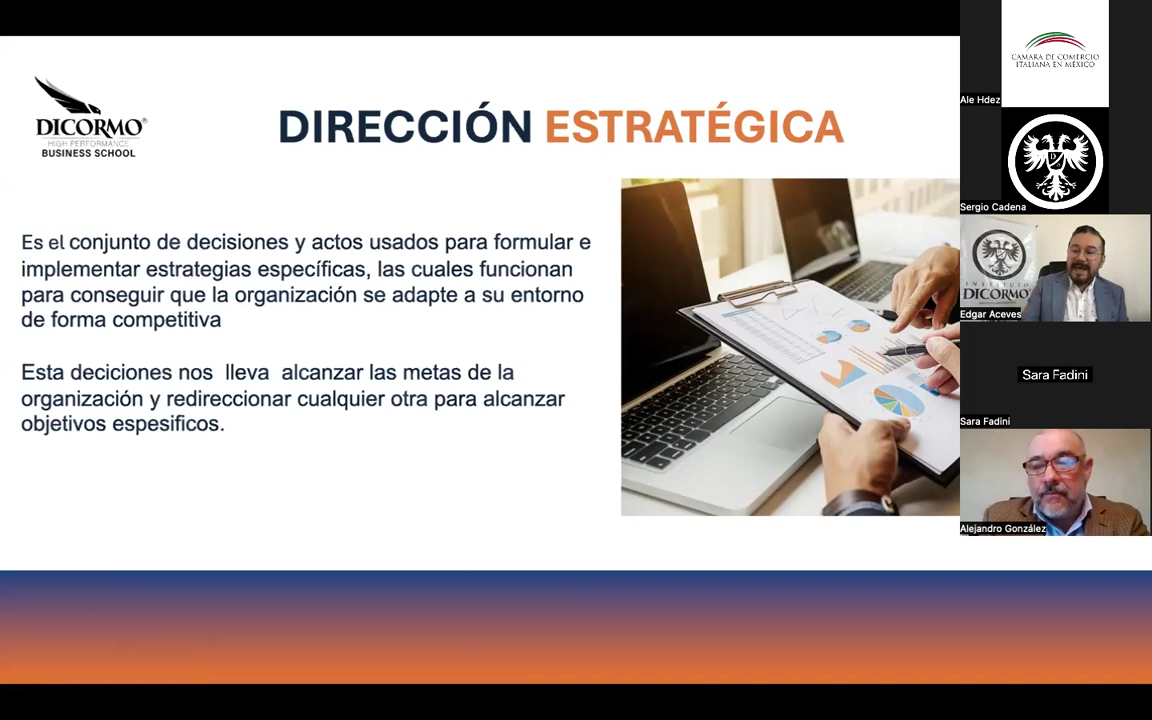 DICORMO®
HIGH PERFORMANCE
BUSINESS SCHOOL
DIRECCIÓN ESTRATÉGICA
Es el conjunto de decisiones y actos usados para formular e
implementar estrategias específicas, las cuales funcionan
para conseguir que la organización se adapte a su entorno
de forma competitiva
Esta deciciones nos lleva alcanzar las metas de la
organización y redireccionar cualquier otra para alcanzar
objetivos espesificos.
CAMARA DE COMERCIO
ITALIANA EN MÉXICO
Ale Hdez
Sergio Cadena
INSTITUTO
DICORMO
Edgar Aceves
Sara Fadini
Sara Fadini
Alejandro González